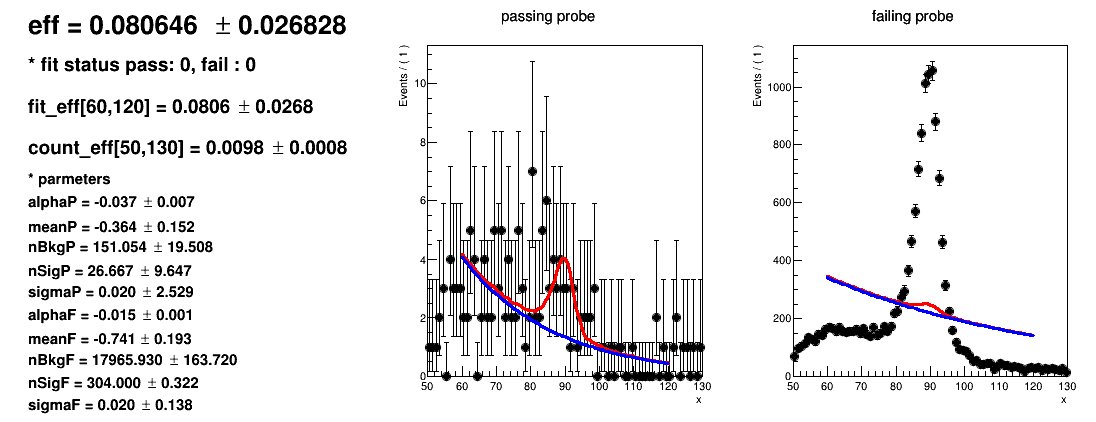 eff = 0.080646 ± 0.026828
* fit status pass: 0, fail : 0
fit_eff[60,120] = 0.0806 ± 0.0268
count_eff[50,130] = 0.0098 ± 0.0008
* parmeters
alphaP = -0.037 ± 0.007
meanP = -0.364 ± 0.152
nBkgP = 151.054 ± 19.508
nSigP = 26.667 ± 9.647
sigmaP = 0.020 ± 2.529
alphaF = -0.015 ± 0.001
meanF = -0.741 ± 0.193
nBkgF = 17965.930 ± 163.720
nSigF = 304.000 ± 0.322
sigmaF = 0.020 ± 0.138
passing probe
Events / ( 1 )
10
8
6
4
2
0
50 60 70 80 90 100 110 120 130
x
failing probe
Events / ( 1 )
1000
800
600
400
200
0
50 60 70 80 90 100 110 120 130
x